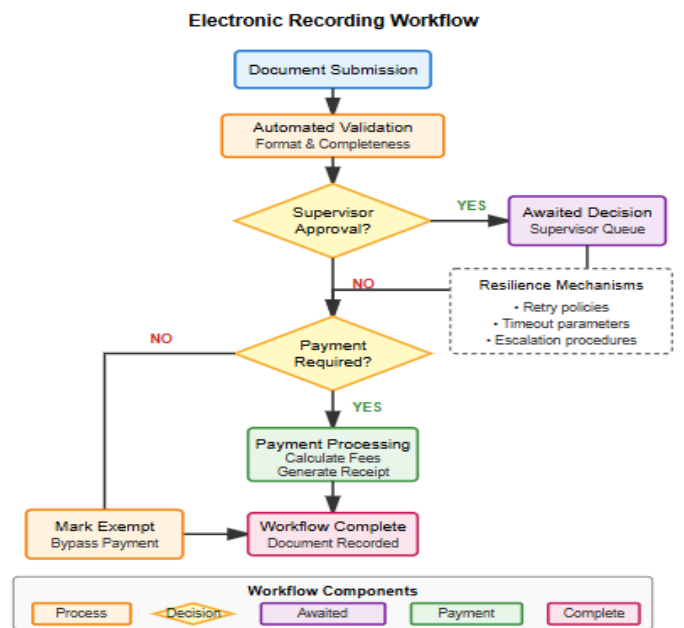 Electronic Recording Workflow
Document Submission
Automated Validation
Format & Completeness
Supervisor
Approval?
YES
Awaited Decision
Supervisor Queue
NO
Resilience Mechanisms
• Retry policies
• Timeout parameters
• Escalation procedures
NO
Payment
Required?
YES
Payment Processing
Calculate Fees
Generate Receipt
Mark Exempt
Bypass Payment
Workflow Complete
Document Recorded
Workflow Components
Process
Decision
Awaited
Payment
Complete